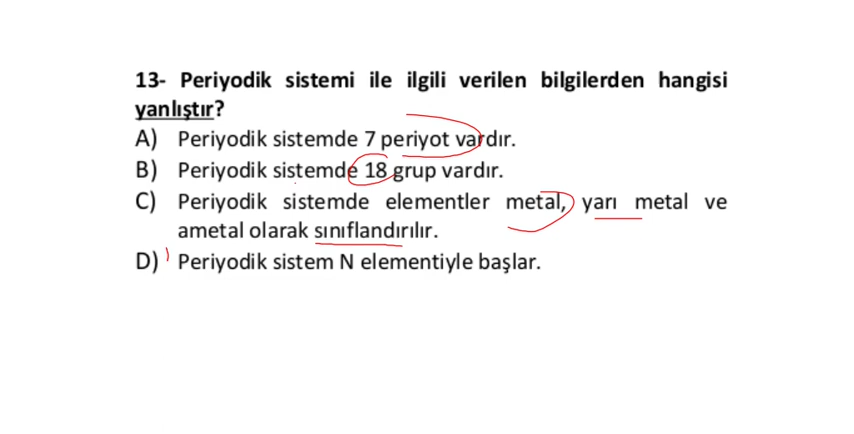 13- Periyodik sistemi ile ilgili verilen bilgilerden hangisi
yanlıştır?
A) Periyodik sistemde 7 periyot vardır.
B) Periyodik sistemde 18 grup vardır.
C) Periyodik sistemde elementler metal, yarı metal ve
ametal olarak sınıflandırılır.
D) Periyodik sistem N elementiyle başlar.